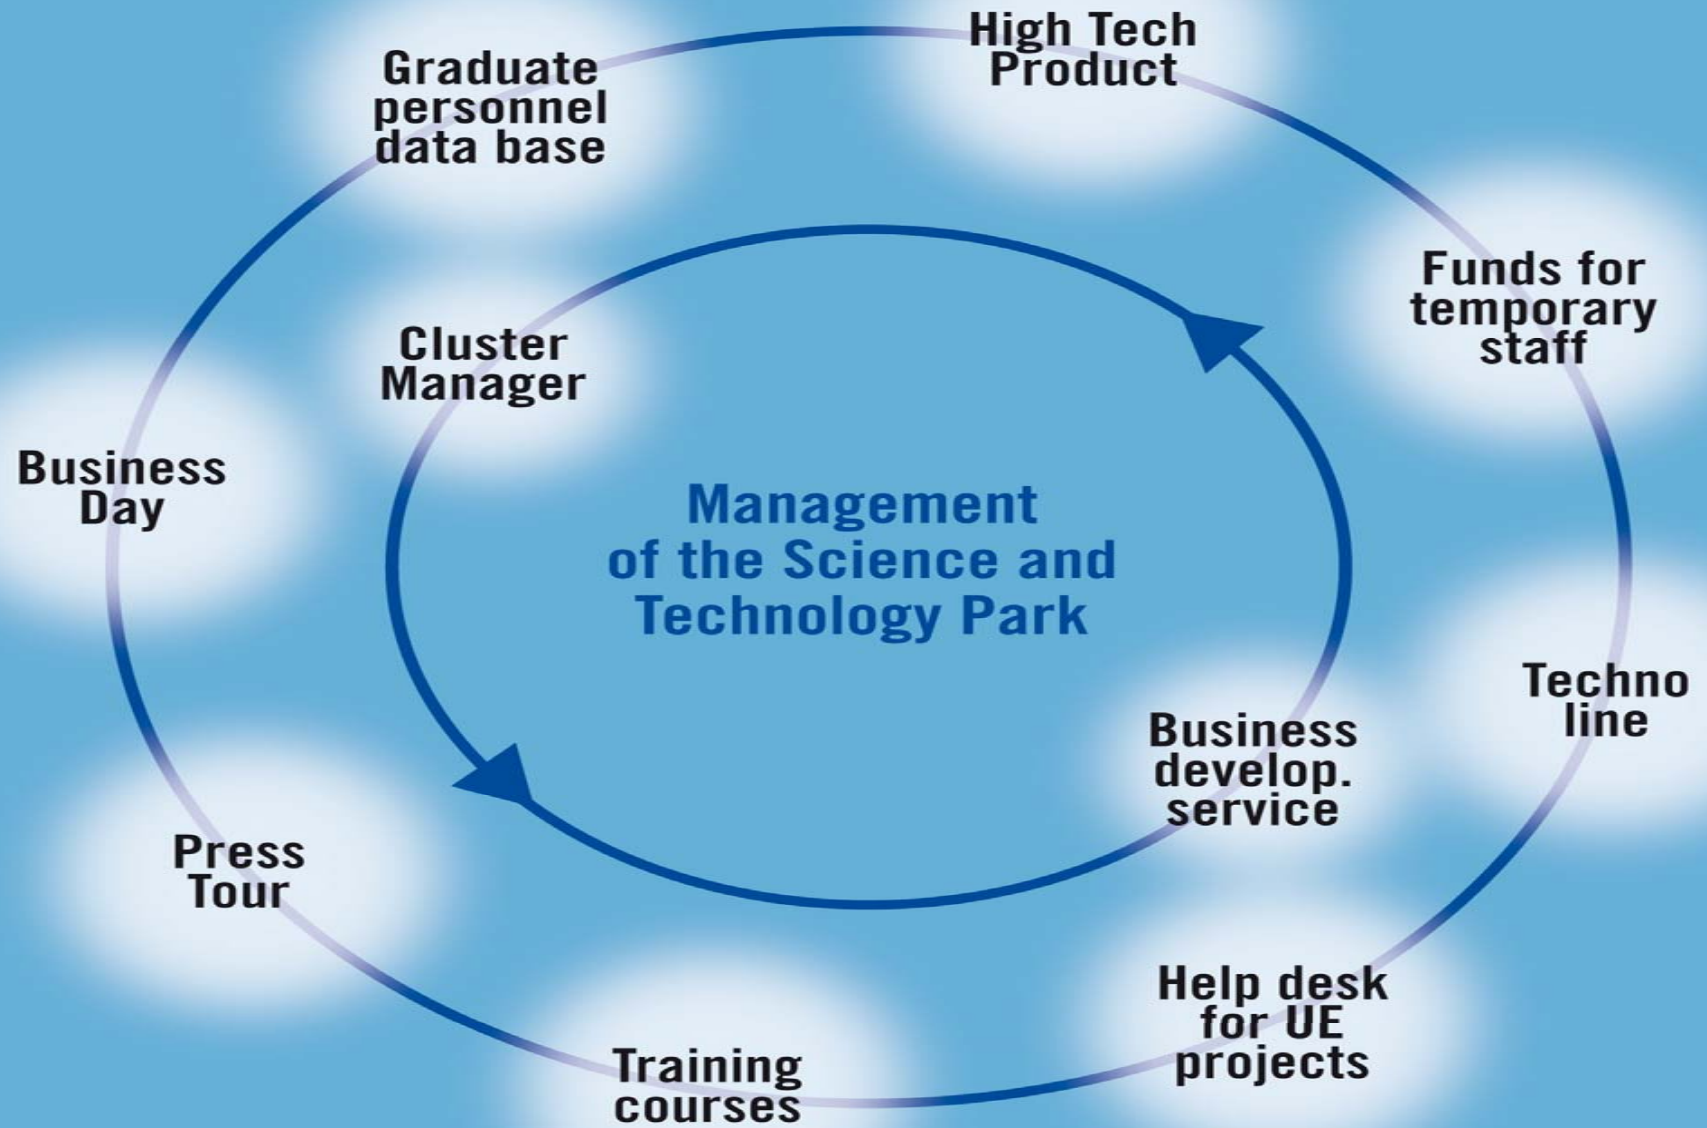 High Tech
Product
Graduate
personnel
data base
Funds for
temporary
staff
Cluster
Manager
Business
Day
Management
of the Science and
Technology Park
Techno
line
Business
develop.
service
Press
Tour
Help desk
for UE
projects
Training
courses